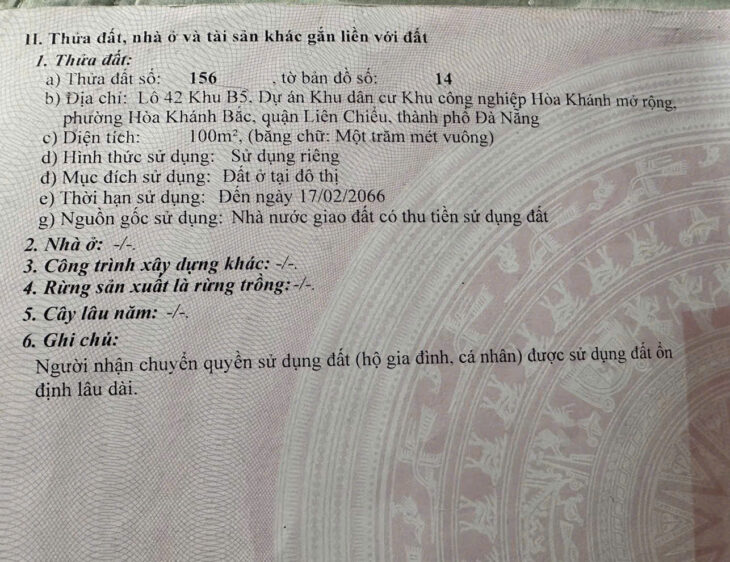 II. Thửa đất, nhà ở và tài sản khác gắn liền với đất
1. Thửa đất:
a) Thửa đất số: 156 , tờ bản đồ số: 14
b) Địa chỉ: Lô 42 Khu B5, Dự án Khu dân cư Khu công nghiệp Hòa Khánh mở rộng,
phường Hòa Khánh Bắc, quận Liên Chiểu, thành phố Đà Nẵng
c) Diện tích: 100m², (bằng chữ: Một trăm mét vuông)
d) Hình thức sử dụng: Sử dụng riêng
đ) Mục đích sử dụng: Đất ở tại đô thị
e) Thời hạn sử dụng: Đến ngày 17/02/2066
g) Nguồn gốc sử dụng: Nhà nước giao đất có thu tiền sử dụng đất
2. Nhà ở: -/-.
3. Công trình xây dựng khác: -/-.
4. Rừng sản xuất là rừng trồng: -/-.
5. Cây lâu năm: -/-.
6. Ghi chú:
Người nhận chuyển quyền sử dụng đất (hộ gia đình, cá nhân) được sử dụng đất ổn
định lâu dài.